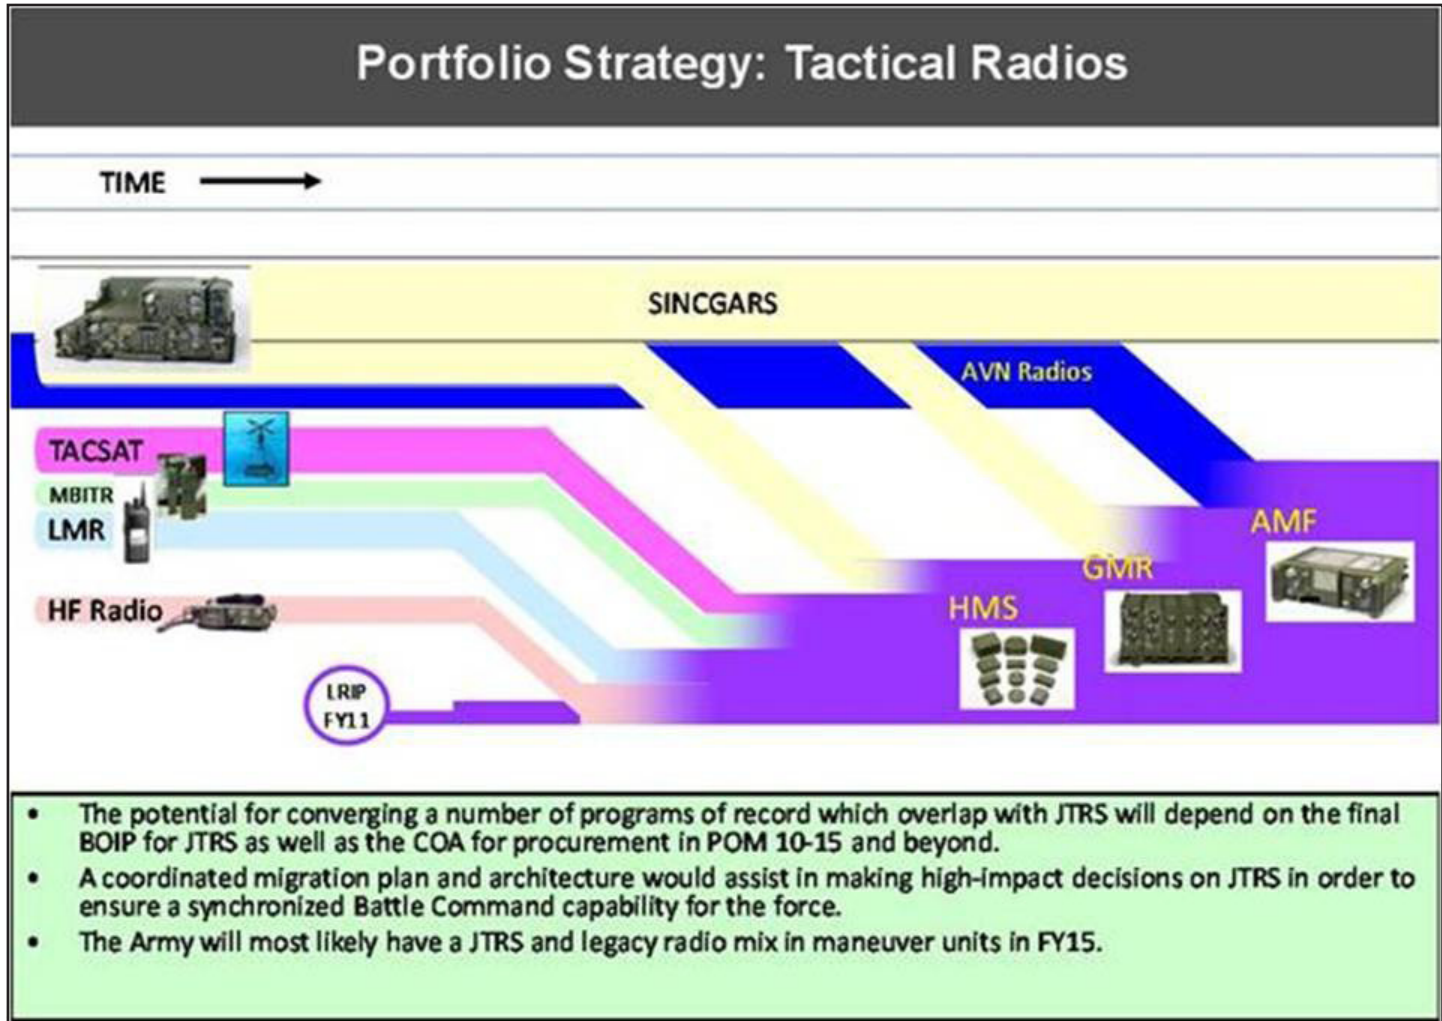 Portfolio Strategy: Tactical Radios
TIME
SINCGARS
AVN Radios
TACSAT
MBITR
LMR
HF Radio
AMF
GMR
HMS
LRIP
FY11
• The potential for converging a number of programs of record which overlap with JTRS will depend on the final
BOIP for JTRS as well as the COA for procurement in POM 10-15 and beyond.
• A coordinated migration plan and architecture would assist in making high-impact decisions on JTRS in order to
ensure a synchronized Battle Command capability for the force.
• The Army will most likely have a JTRS and legacy radio mix in maneuver units in FY15.